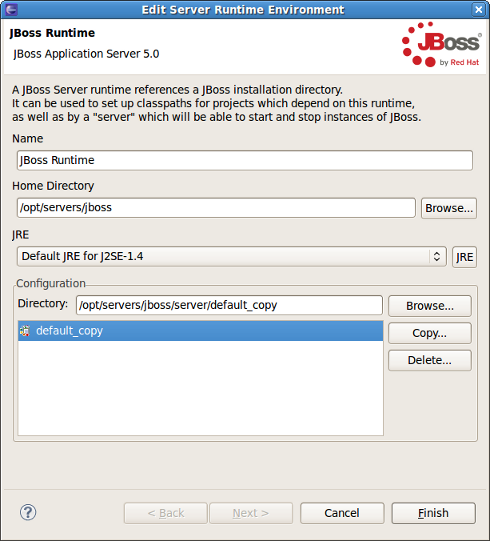 Edit Server Runtime Environment
JBoss Runtime
JBoss Application Server 5.0
JBoss
by Red Hat
A JBoss Server runtime references a JBoss installation directory.
It can be used to set up classpaths for projects which depend on this runtime,
as well as by a "server" which will be able to start and stop instances of JBoss.
Name
JBoss Runtime
Home Directory
/opt/servers/jboss
Browse...
JRE
Default JRE for J2SE-1.4
JRE
Configuration
Directory: /opt/servers/jboss/server/default_copy
Browse...
default_copy
Copy...
Delete...
?
< Back
Next >
Cancel
Finish